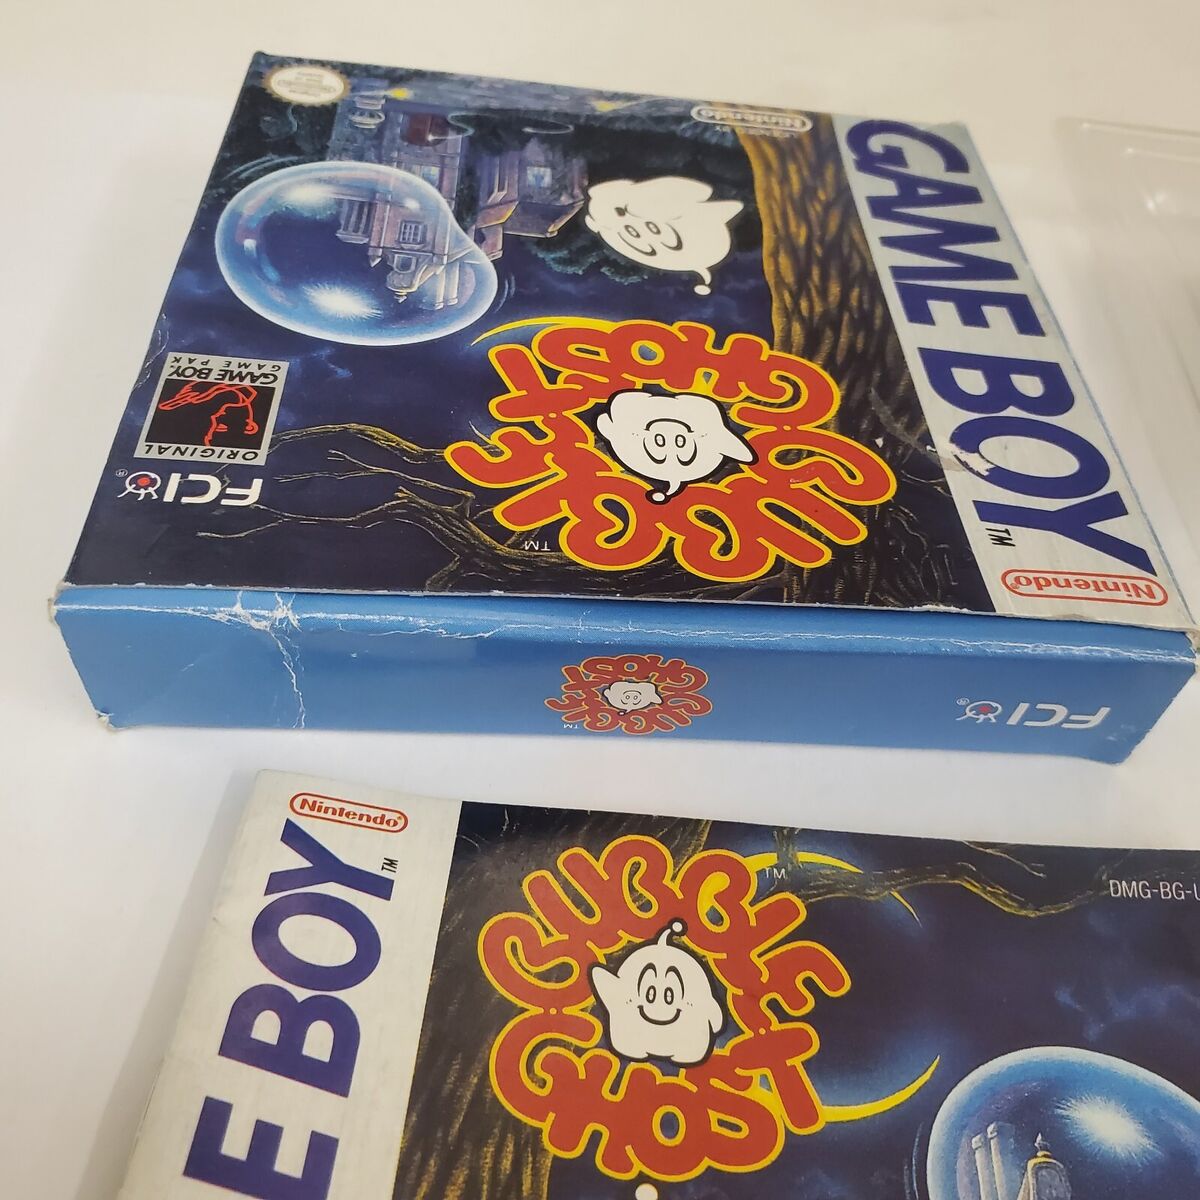 GAME BOY
TM
Nintendo®
Nintendo
BUBBLE
GHOST
TM
ORIGINAL
GAME BOY
GAME PAK
FCI®
BUBBLE
GHOST
TM
FCI®
Nintendo®
E BOY
TM
BUBBLE
GHOST
TM
DMG-BG-U